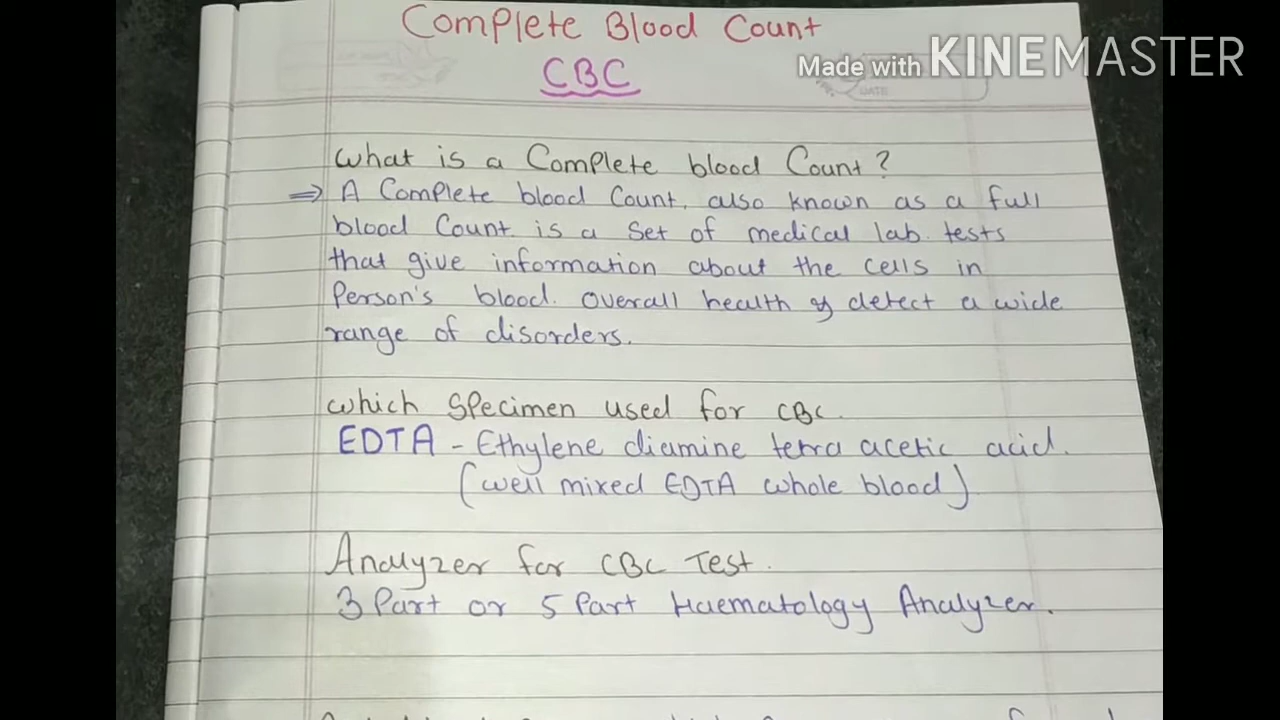 Complete Blood Count
Made with KINEMASTER
CBC
DATE
What is a Complete blood Count?
⇒ A Complete blood Count, also known as a full
blood Count is a set of medical lab. tests
that give information about the cells in
Person's blood. Overall health & detect a wide
range of disorders.
which specimen used for CBC.
EDTA - Ethylene diamine tetra acetic acid.
(well mixed EDTA whole blood)
Analyzer for CBC Test.
3 Part or 5 Part Haematology Analyzer.